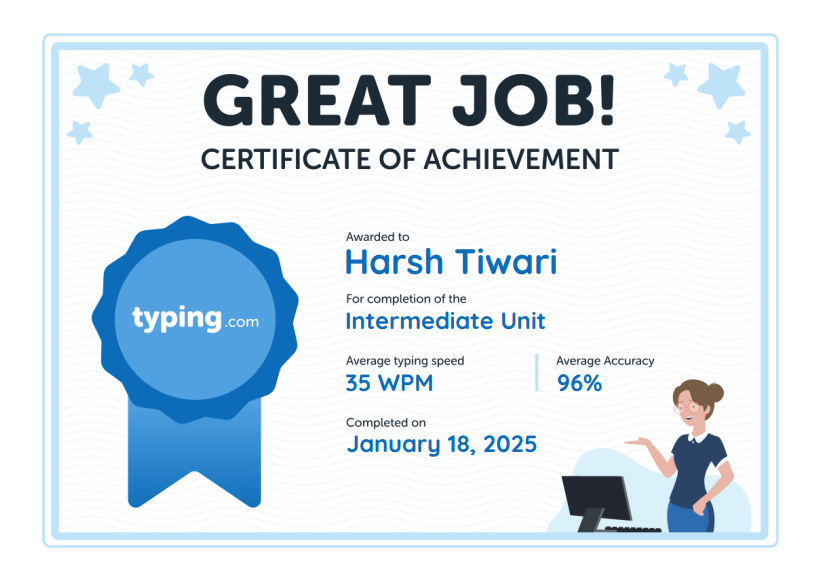 GREAT JOB!
CERTIFICATE OF ACHIEVEMENT
typing.com
Awarded to
Harsh Tiwari
For completion of the
Intermediate Unit
Average typing speed
35 WPM
Average Accuracy
96%
Completed on
January 18, 2025